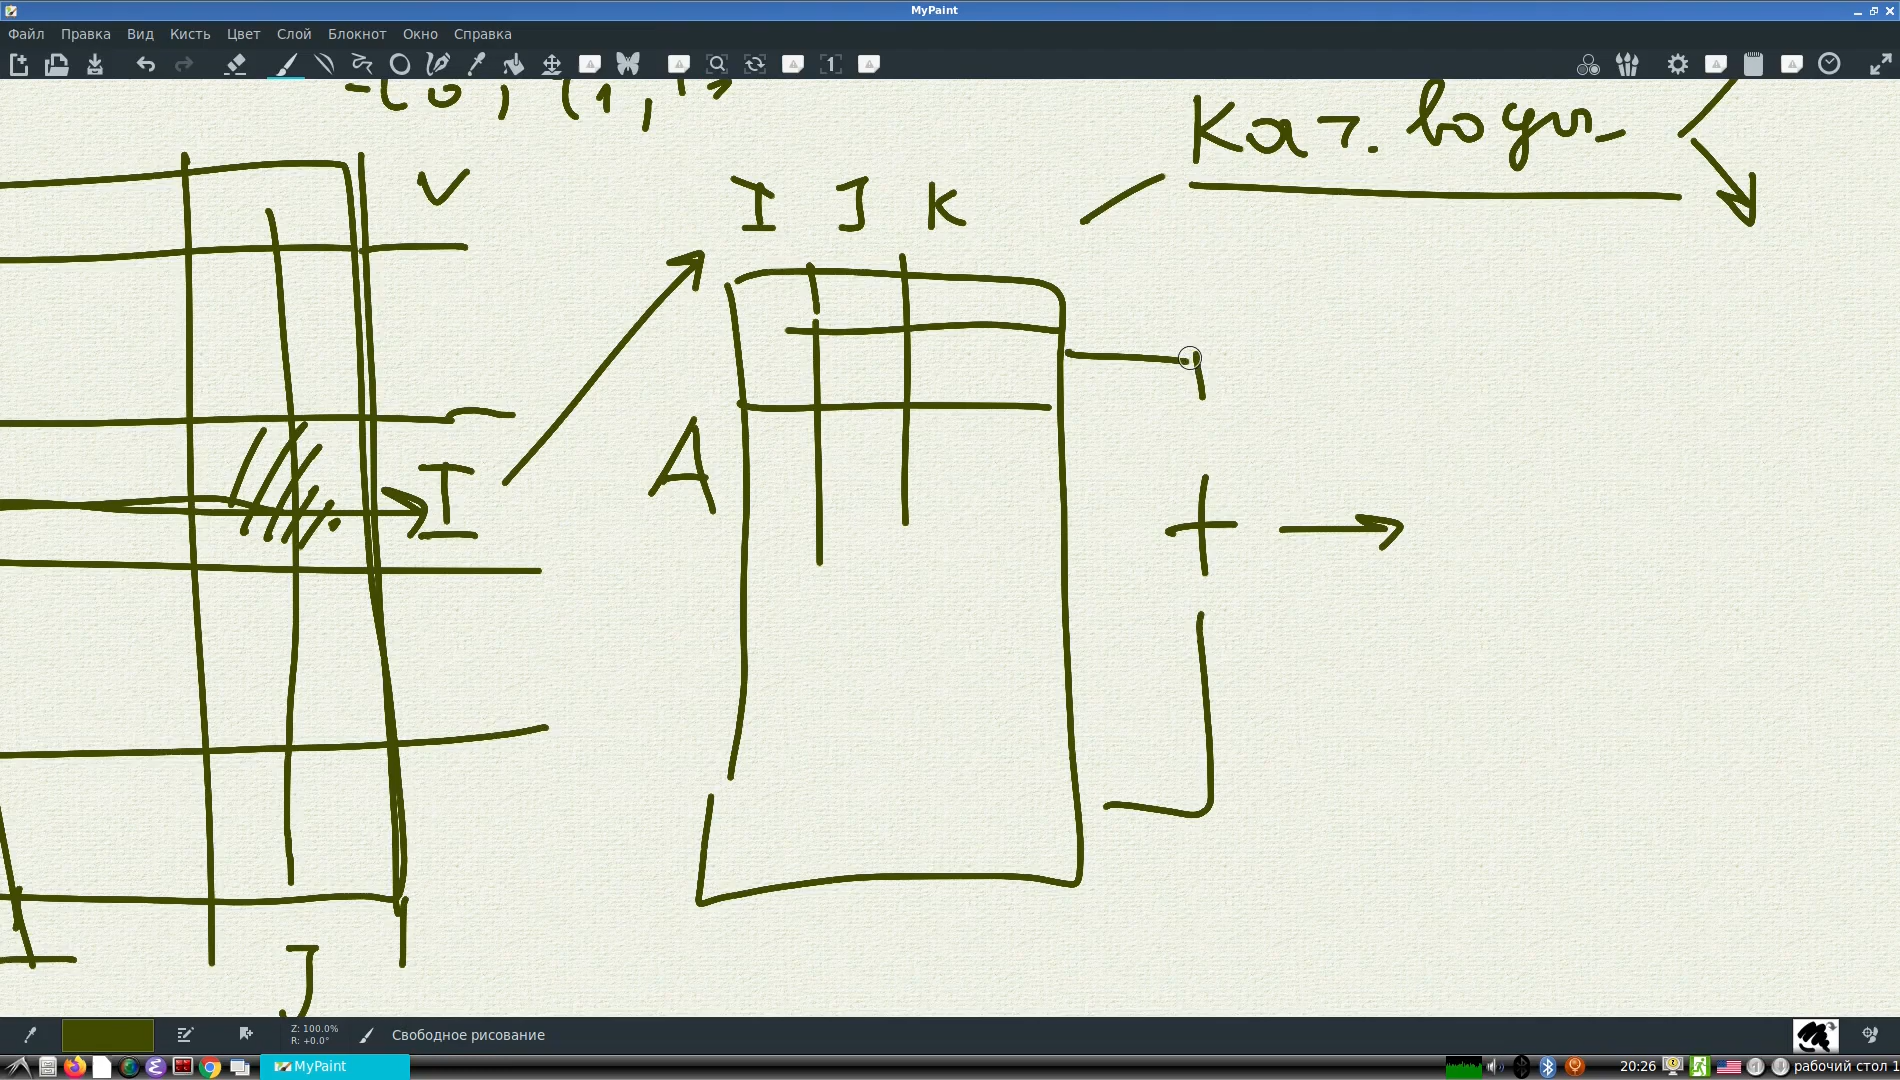 MyPaint
Файл Правка Вид Кисть Цвет Слой Блокнот Окно Справка
Кат.
I J K
A
I
J
Z: 100.0%
R: +0.0°
Свободное рисование
MyPaint
20:26
рабочий стол 1